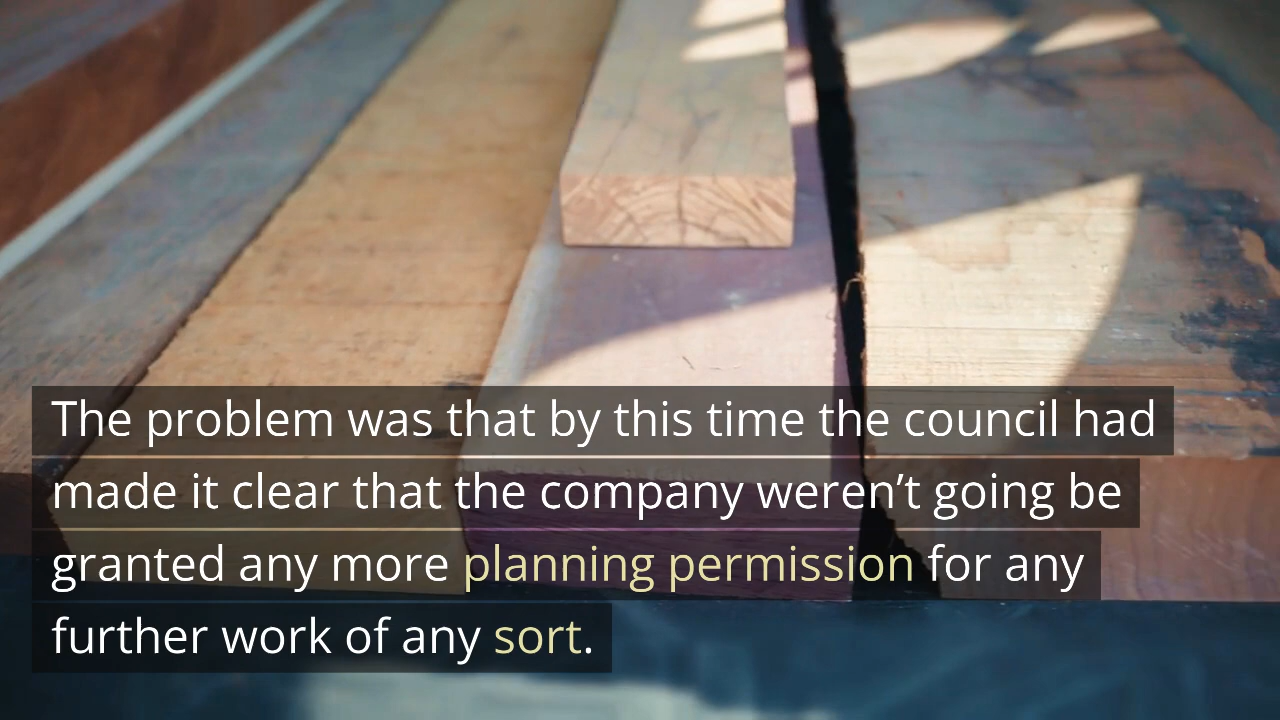 The problem was that by this time the council had
made it clear that the company weren’t going be
granted any more planning permission for any
further work of any sort.